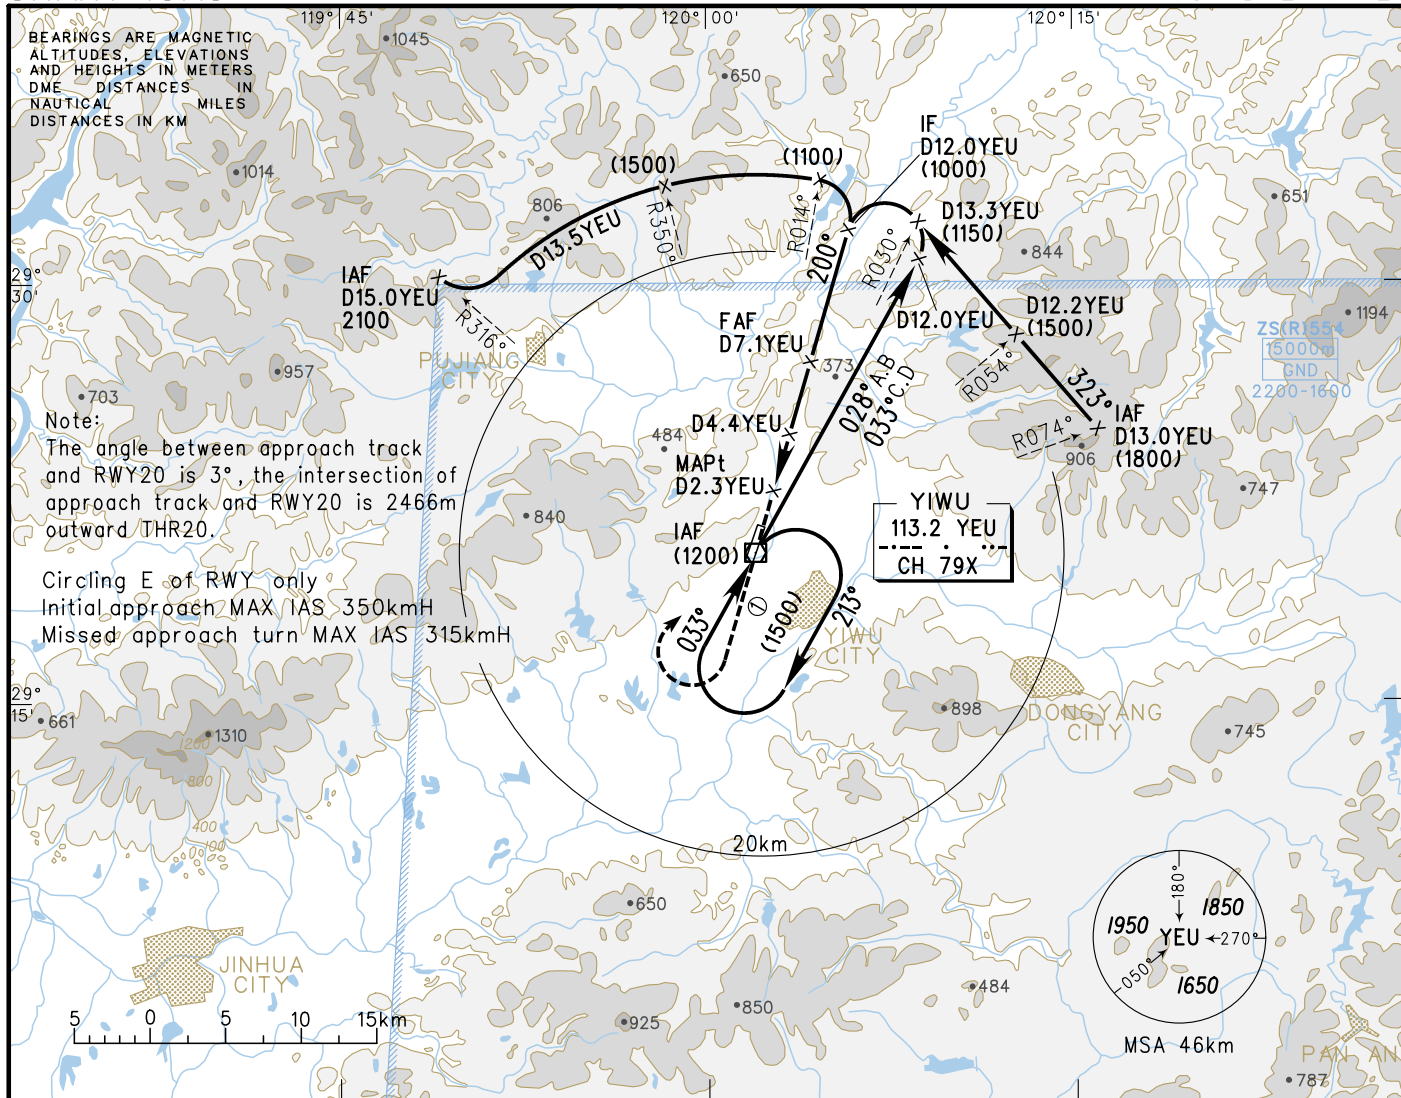 119° 45'
120° 00'
120° 15'
BEARINGS ARE MAGNETIC
ALTITUDES, ELEVATIONS
AND HEIGHTS IN METERS
DME DISTANCES IN
NAUTICAL MILES
DISTANCES IN KM
1045
650
1014
806
(1500)
(1100)
IF
D12.0YEU
(1000)
651
D13.5YEU
R350°
R014°
200°
R030°
D13.3YEU
(1150)
844
29°
30'
IAF
D15.0YEU
2100
R316°
PUJIANG
CITY
FAF
D7.1YEU
D12.0YEU
D12.2YEU
(1500)
1194
ZS(R)554
15000m
GND
2200-1600
957
703
373
R054°
323°
028°A.B
033°C.D
IAF
D13.0YEU
(1800)
R074°
906
Note:
The angle between approach track
and RWY20 is 3°, the intersection of
approach track and RWY20 is 2466m
outward THR20.
D4.4YEU
484
MAPt
D2.3YEU
747
840
YIWU
113.2 YEU
CH 79X
IAF
(1200)
Circling E of RWY only
Initial approach MAX IAS 350kmH
Missed approach turn MAX IAS 315kmH
033°
1
(1500)
213°
YIWU
CITY
29°
15'
661
1310
1200
800
400
100
898
DONGYANG
CITY
745
20km
650
JINHUA
CITY
484
850
925
5 0 5 10 15km
180°
1950
1850
YEU
270°
050°
1650
MSA 46km
PAN AN
787